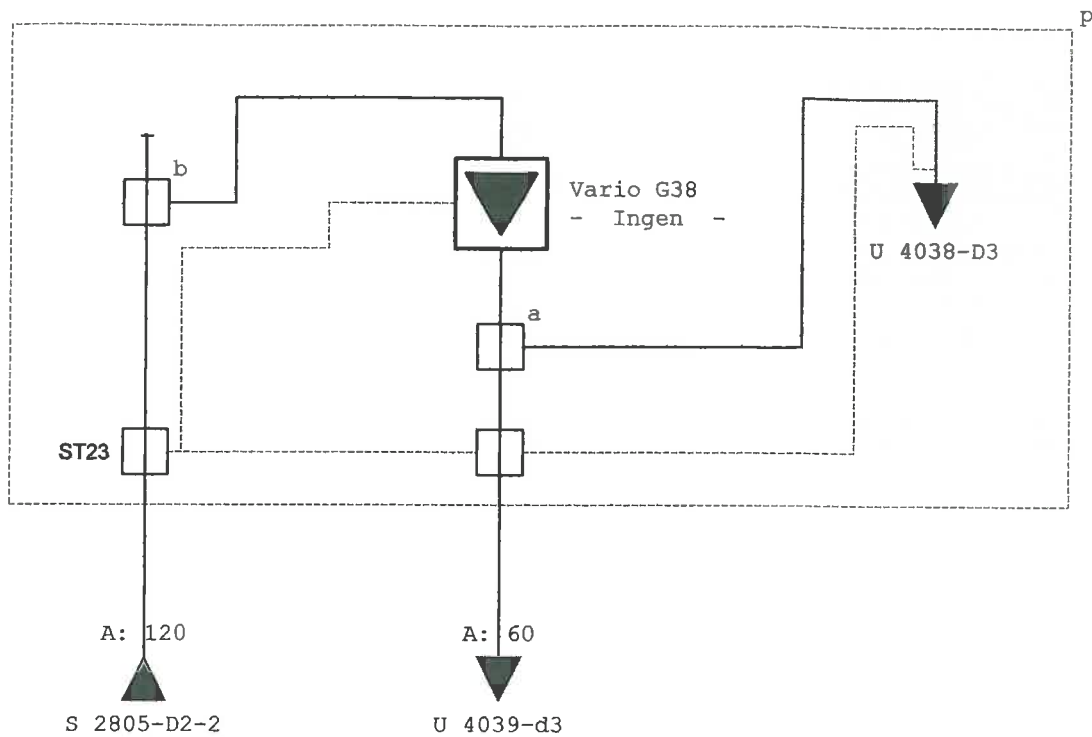 p
b
Vario G38
-  Ingen  -
U 4038-D3
a
ST23
A: 120
A: 60
S 2805-D2-2
U 4039-d3